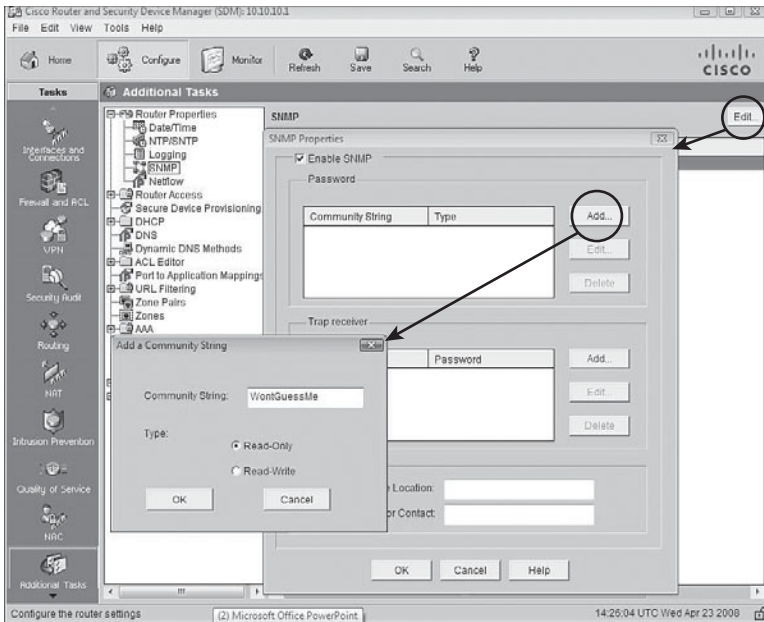 Cisco Router and Security Device Manager (SDM): 10.10.10.1
File Edit View Tools Help
Home Configure Monitor Refresh Save Search Help
CISCO
Tasks
Additional Tasks
Interfaces and Connections
Firewall and ACL
VPN
Security Audit
Routing
NAT
Intrusion Prevention
Quality of Service
NAC
Additional Tasks
Router Properties
Date/Time
NTP/SNTP
Logging
SNMP
Netflow
Router Access
Secure Device Provisioning
DHCP
DNS
Dynamic DNS Methods
ACL Editor
Port to Application Mappings
URL Filtering
Zone Pairs
Zones
AAA
SNMP
Edit...
SNMP Properties
Enable SNMP
Password
Community String Type
Add...
Edit...
Delete
Trap receiver
Password
Add...
Edit...
Delete
Location:
Contact:
OK Cancel Help
Add a Community String
Community String: WontGuessMe
Type:
Read-Only
Read-Write
OK Cancel
Configure the router settings
(2) Microsoft Office PowerPoint
14:26:04 UTC Wed Apr 23 2008